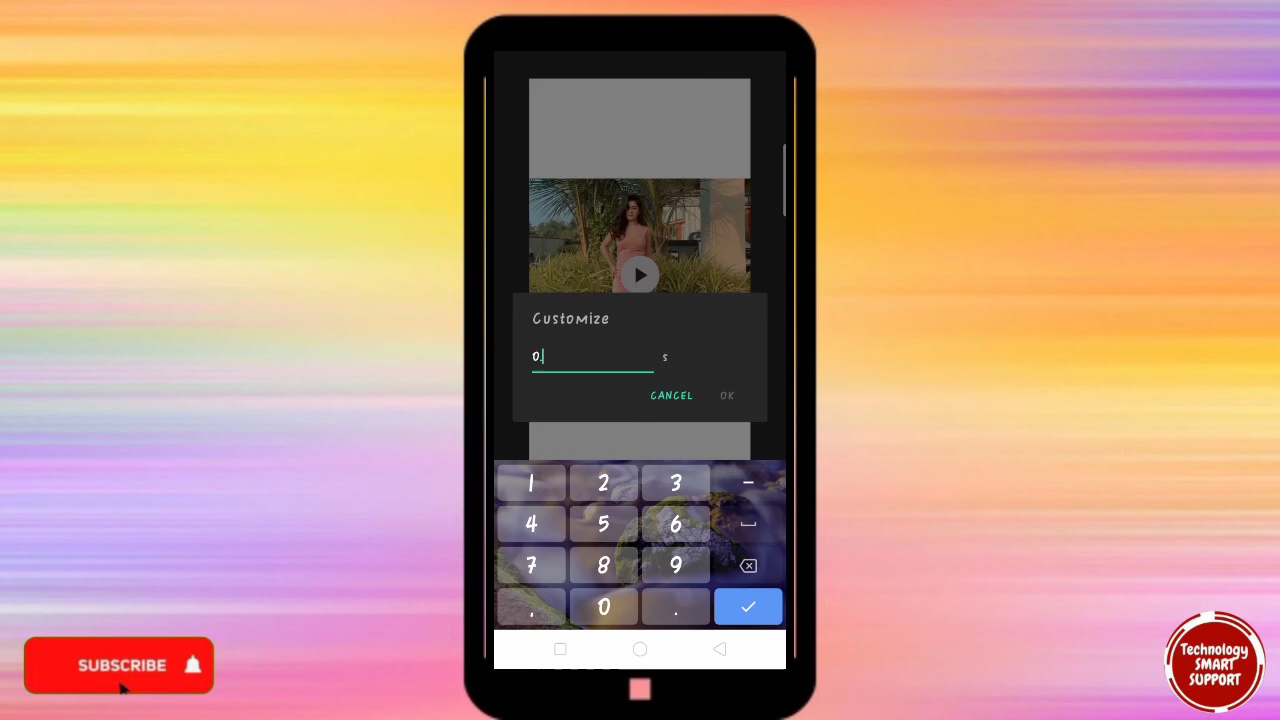 Customize
0. s
CANCEL OK
1 2 3 -
4 5 6
7 8 9
, 0 .
SUBSCRIBE
Technology
SMART
SUPPORT